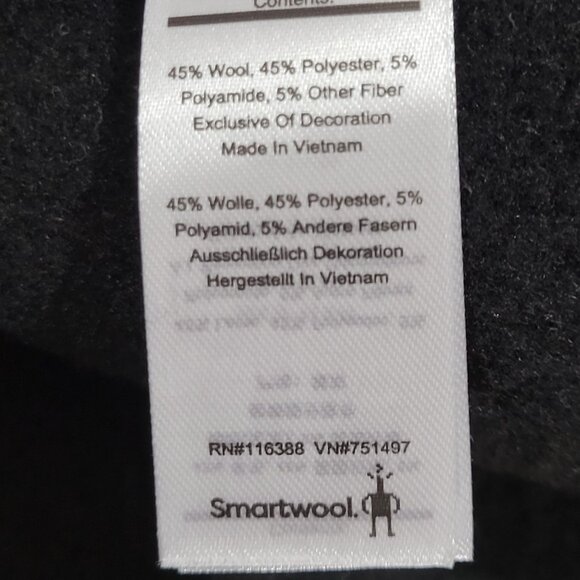 Contents:
45% Wool, 45% Polyester, 5%
Polyamide, 5% Other Fiber
Exclusive Of Decoration
Made In Vietnam
45% Wolle, 45% Polyester, 5%
Polyamid, 5% Andere Fasern
Ausschließlich Dekoration
Hergestellt In Vietnam
RN#116388 VN#751497
Smartwool.